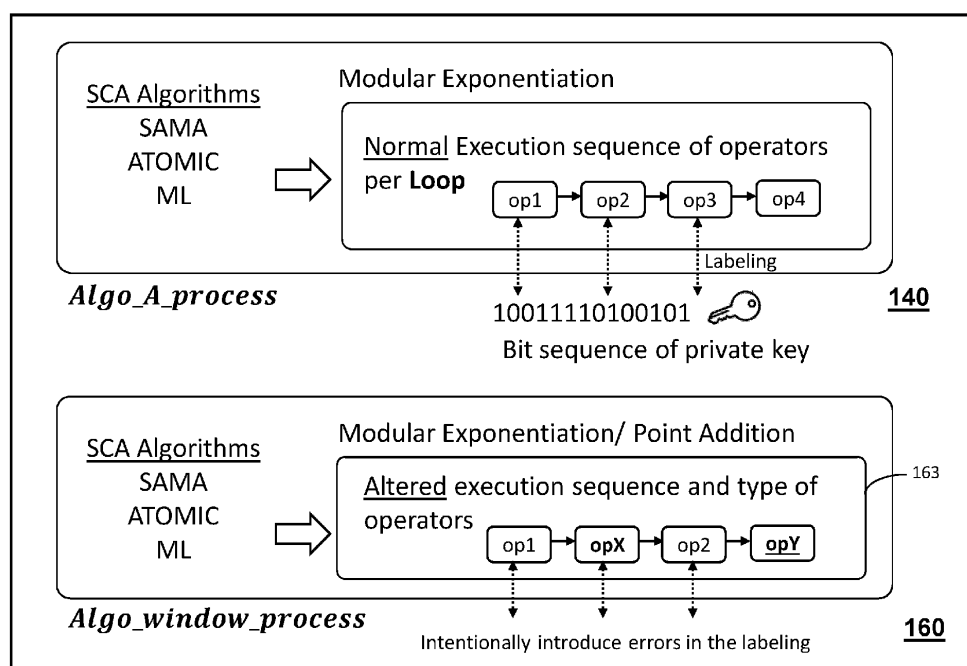 SCA Algorithms
SAMA
ATOMIC
ML
Modular Exponentiation
Normal Execution sequence of operators
per Loop
op1
op2
op3
op4
Labeling
Algo_A_process
140
10011110100101
Bit sequence of private key
SCA Algorithms
SAMA
ATOMIC
ML
Modular Exponentiation/ Point Addition
163
Altered execution sequence and type of
operators
op1
opX
op2
opY
Algo_window_process
160
Intentionally introduce errors in the labeling